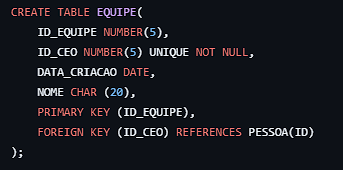 CREATE TABLE EQUIPE(
    ID_EQUIPE NUMBER(5),
    ID_CEO NUMBER(5) UNIQUE NOT NULL,
    DATA_CRIACAO DATE,
    NOME CHAR (20),
    PRIMARY KEY (ID_EQUIPE),
    FOREIGN KEY (ID_CEO) REFERENCES PESSOA(ID)
);